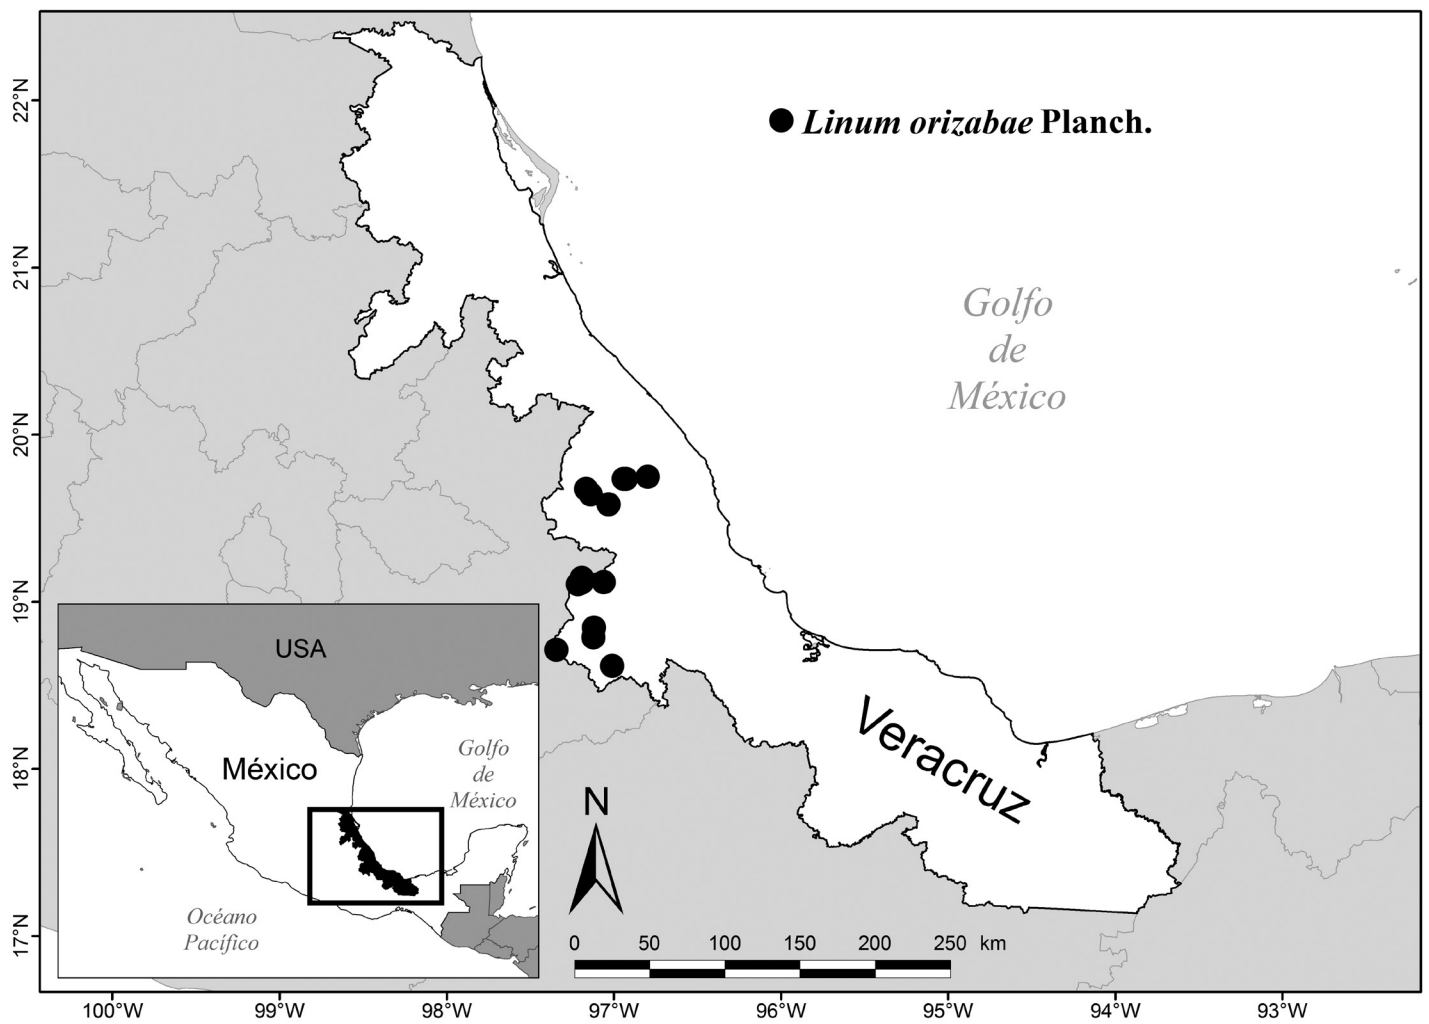 Linum orizabae Planch.
Golfo
de
México
22°N
21°N
20°N
19°N
18°N
17°N
USA
México
Golfo
de
México
Océano
Pacífico
Veracruz
N
0 50 100 150 200 250 km
100°W 99°W 98°W 97°W 96°W 95°W 94°W 93°W